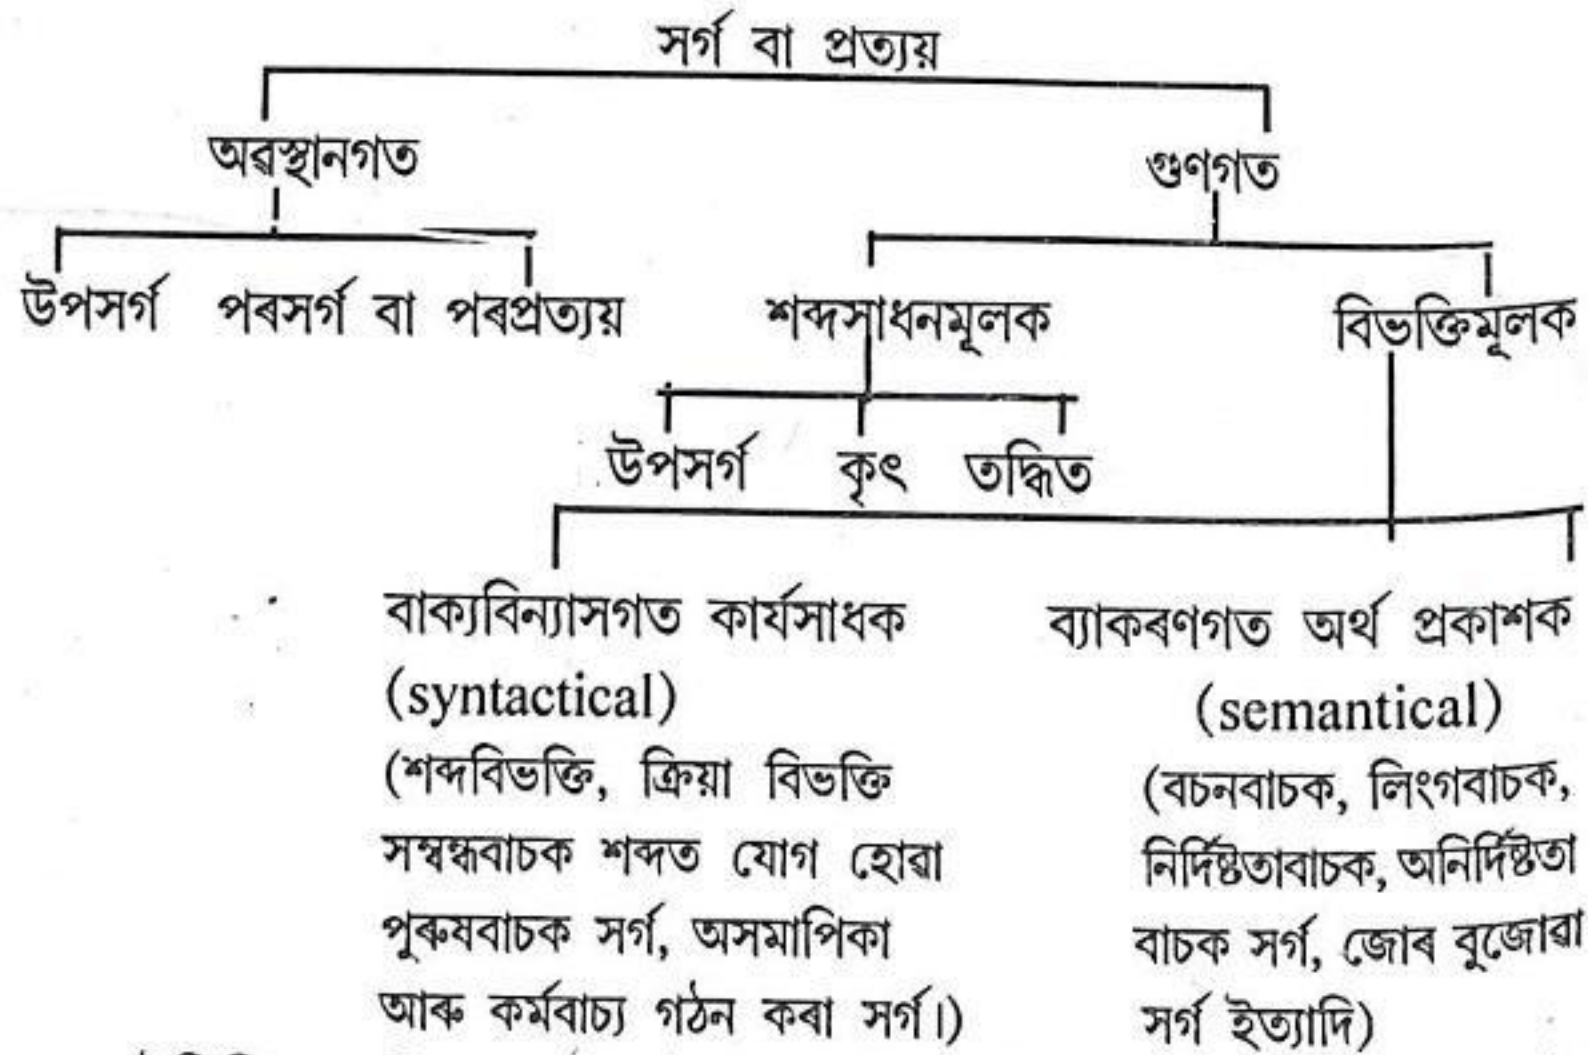 সৰ্গ বা প্ৰত্যয়
অৱস্থানগত গুণগত
উপসৰ্গ পৰসৰ্গ বা পৰপ্ৰত্যয় শব্দসাধনমূলক বিভক্তিমূলক
উপসৰ্গ কৃৎ তদ্ধিত
বাক্যবিন্যাসগত কাৰ্যসাধক
(syntactical)
(শব্দবিভক্তি, ক্ৰিয়া বিভক্তি
সম্বন্ধবাচক শব্দত যোগ হোৱা
পুৰুষবাচক সৰ্গ, অসমাপিকা
আৰু কৰ্মবাচ্য গঠন কৰা সৰ্গ।)
ব্যাকৰণগত অৰ্থ প্ৰকাশক
(semantical)
(বচনবাচক, লিংগবাচক,
নিৰ্দিষ্টতাবাচক, অনিৰ্দিষ্টতা
বাচক সৰ্গ, জোৰ বুজোৱা
সৰ্গ ইত্যাদি)